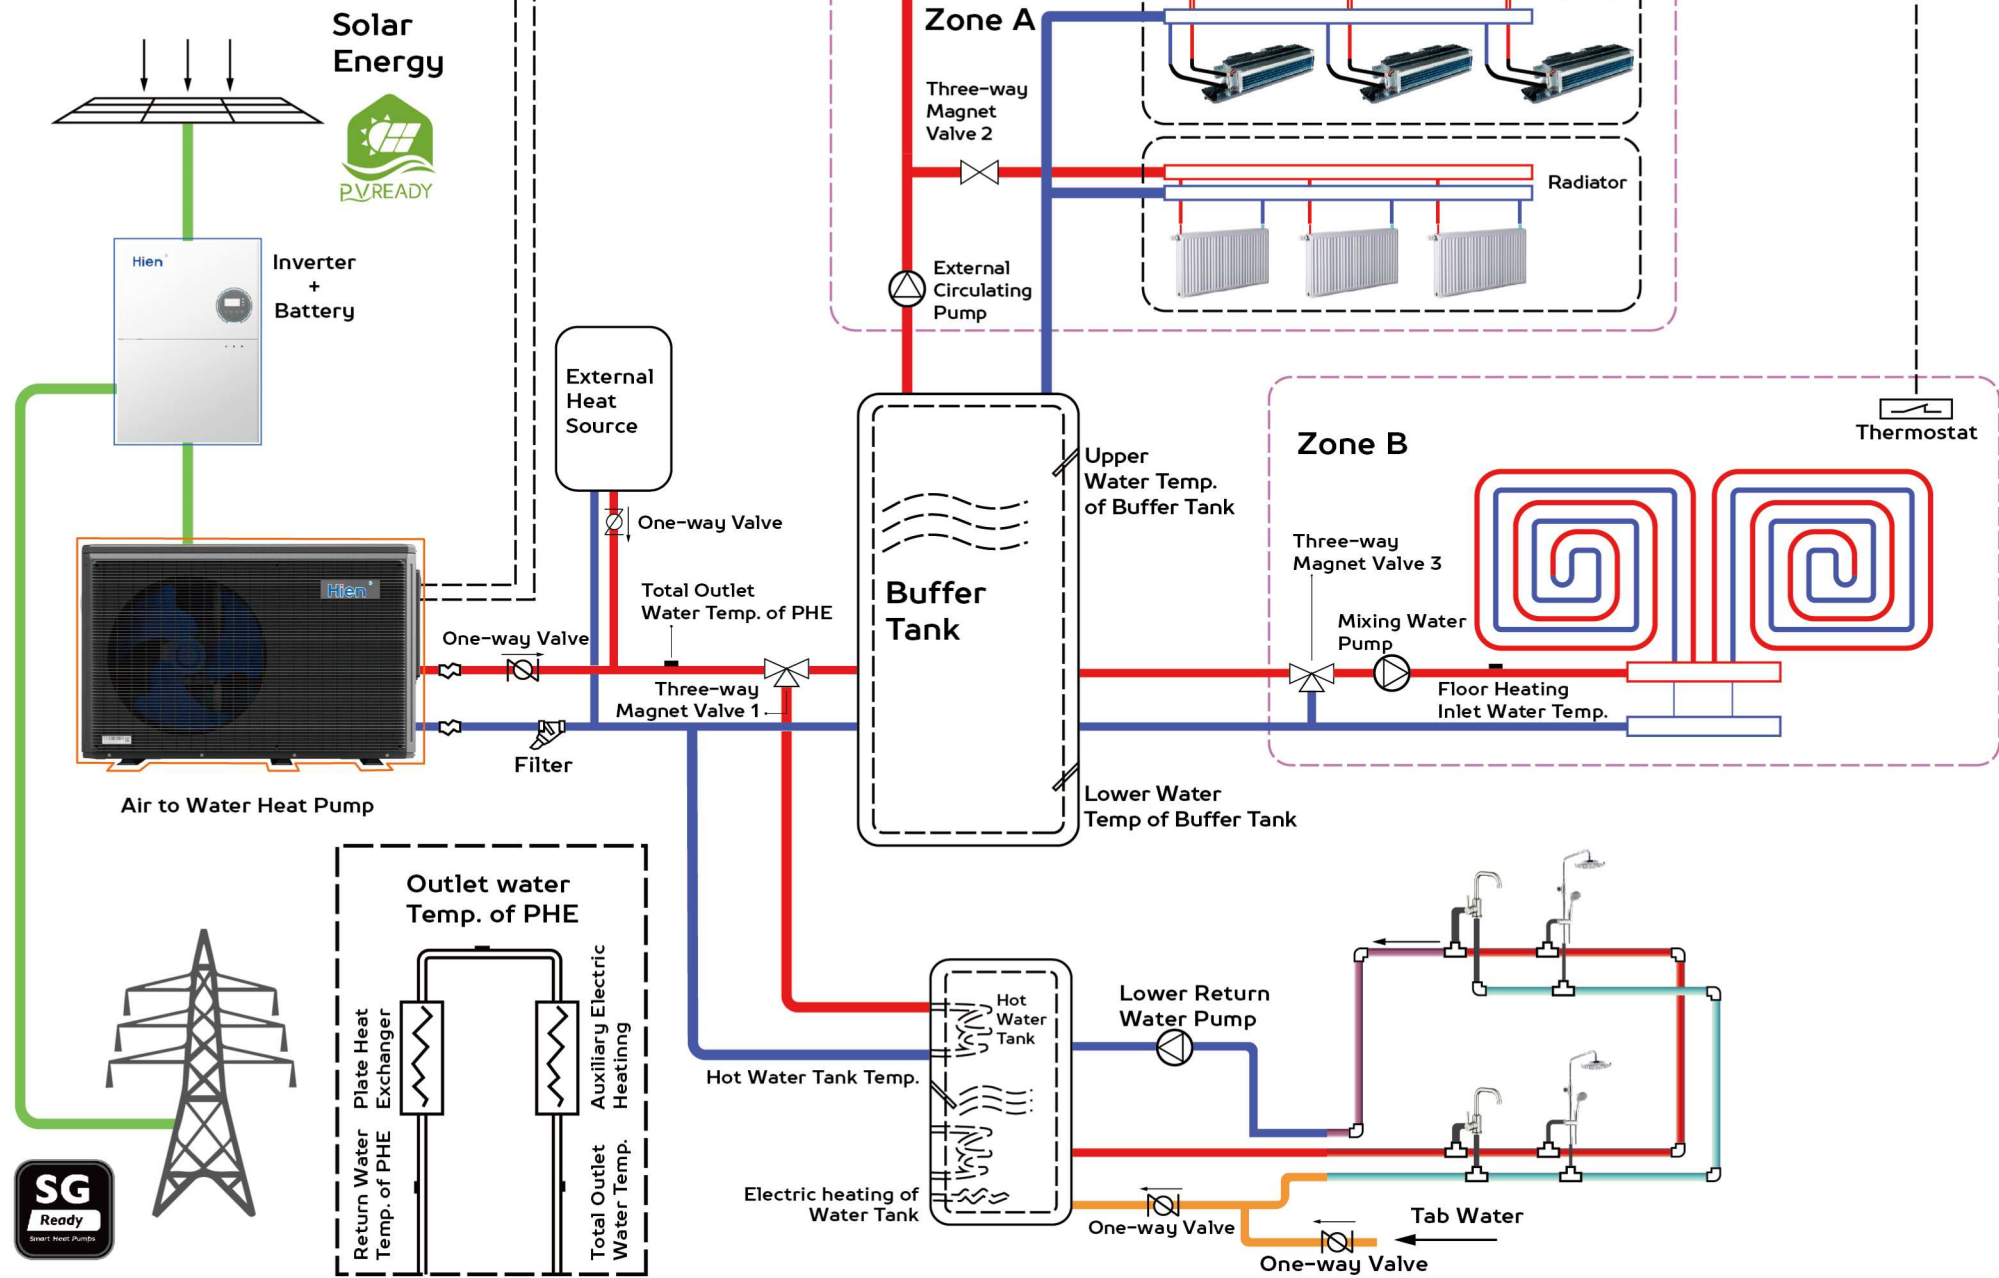 Solar
Energy
PVREADY
Hien
Inverter
+
Battery
Zone A
Three-way
Magnet
Valve 2
Radiator
External
Circulating
Pump
External
Heat
Source
One-way Valve
Total Outlet
Water Temp. of PHE
One-way Valve
Three-way
Magnet Valve 1
Filter
Hien
Air to Water Heat Pump
Buffer
Tank
Upper
Water Temp.
of Buffer Tank
Lower Water
Temp of Buffer Tank
Zone B
Thermostat
Three-way
Magnet Valve 3
Mixing Water
Pump
Floor Heating
Inlet Water Temp.
Outlet water
Temp. of PHE
Plate Heat
Exchanger
Auxiliary Electric
Heatinng
Return Water
Temp. of PHE
Total Outlet
Water Temp.
Hot
Water
Tank
Hot Water Tank Temp.
Electric heating of
Water Tank
Lower Return
Water Pump
One-way Valve
Tab Water
One-way Valve
SG
Ready
Smart Heat Pumps